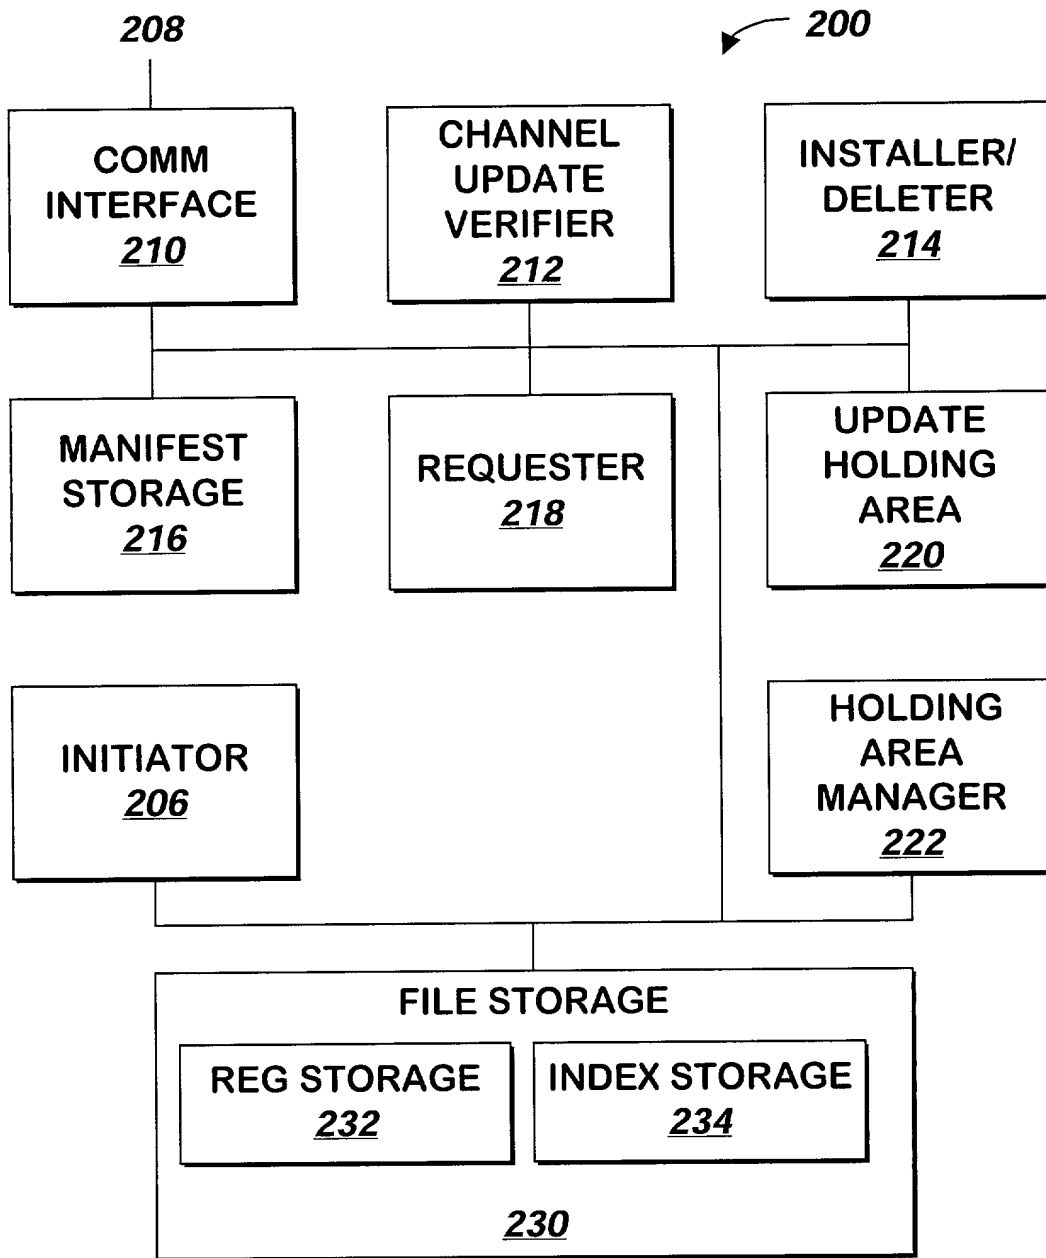 208
200
COMM
INTERFACE
210
CHANNEL
UPDATE
VERIFIER
212
INSTALLER/
DELETER
214
MANIFEST
STORAGE
216
REQUESTER
218
UPDATE
HOLDING
AREA
220
INITIATOR
206
HOLDING
AREA
MANAGER
222
FILE STORAGE
REG STORAGE
232
INDEX STORAGE
234
230